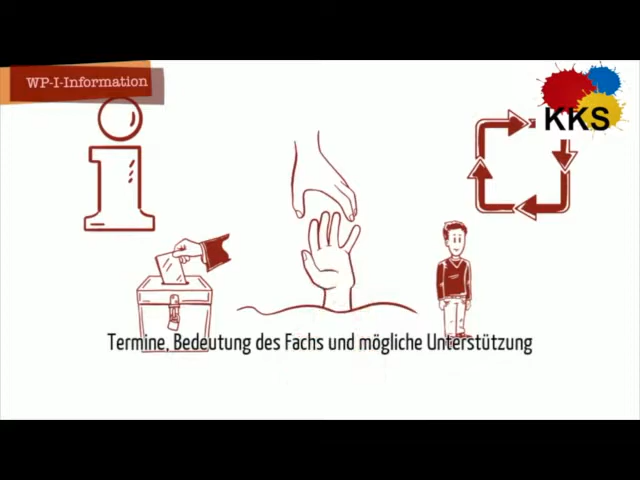 WP-I-Information
KKS
Termine, Bedeutung des Fachs und mögliche Unterstützung